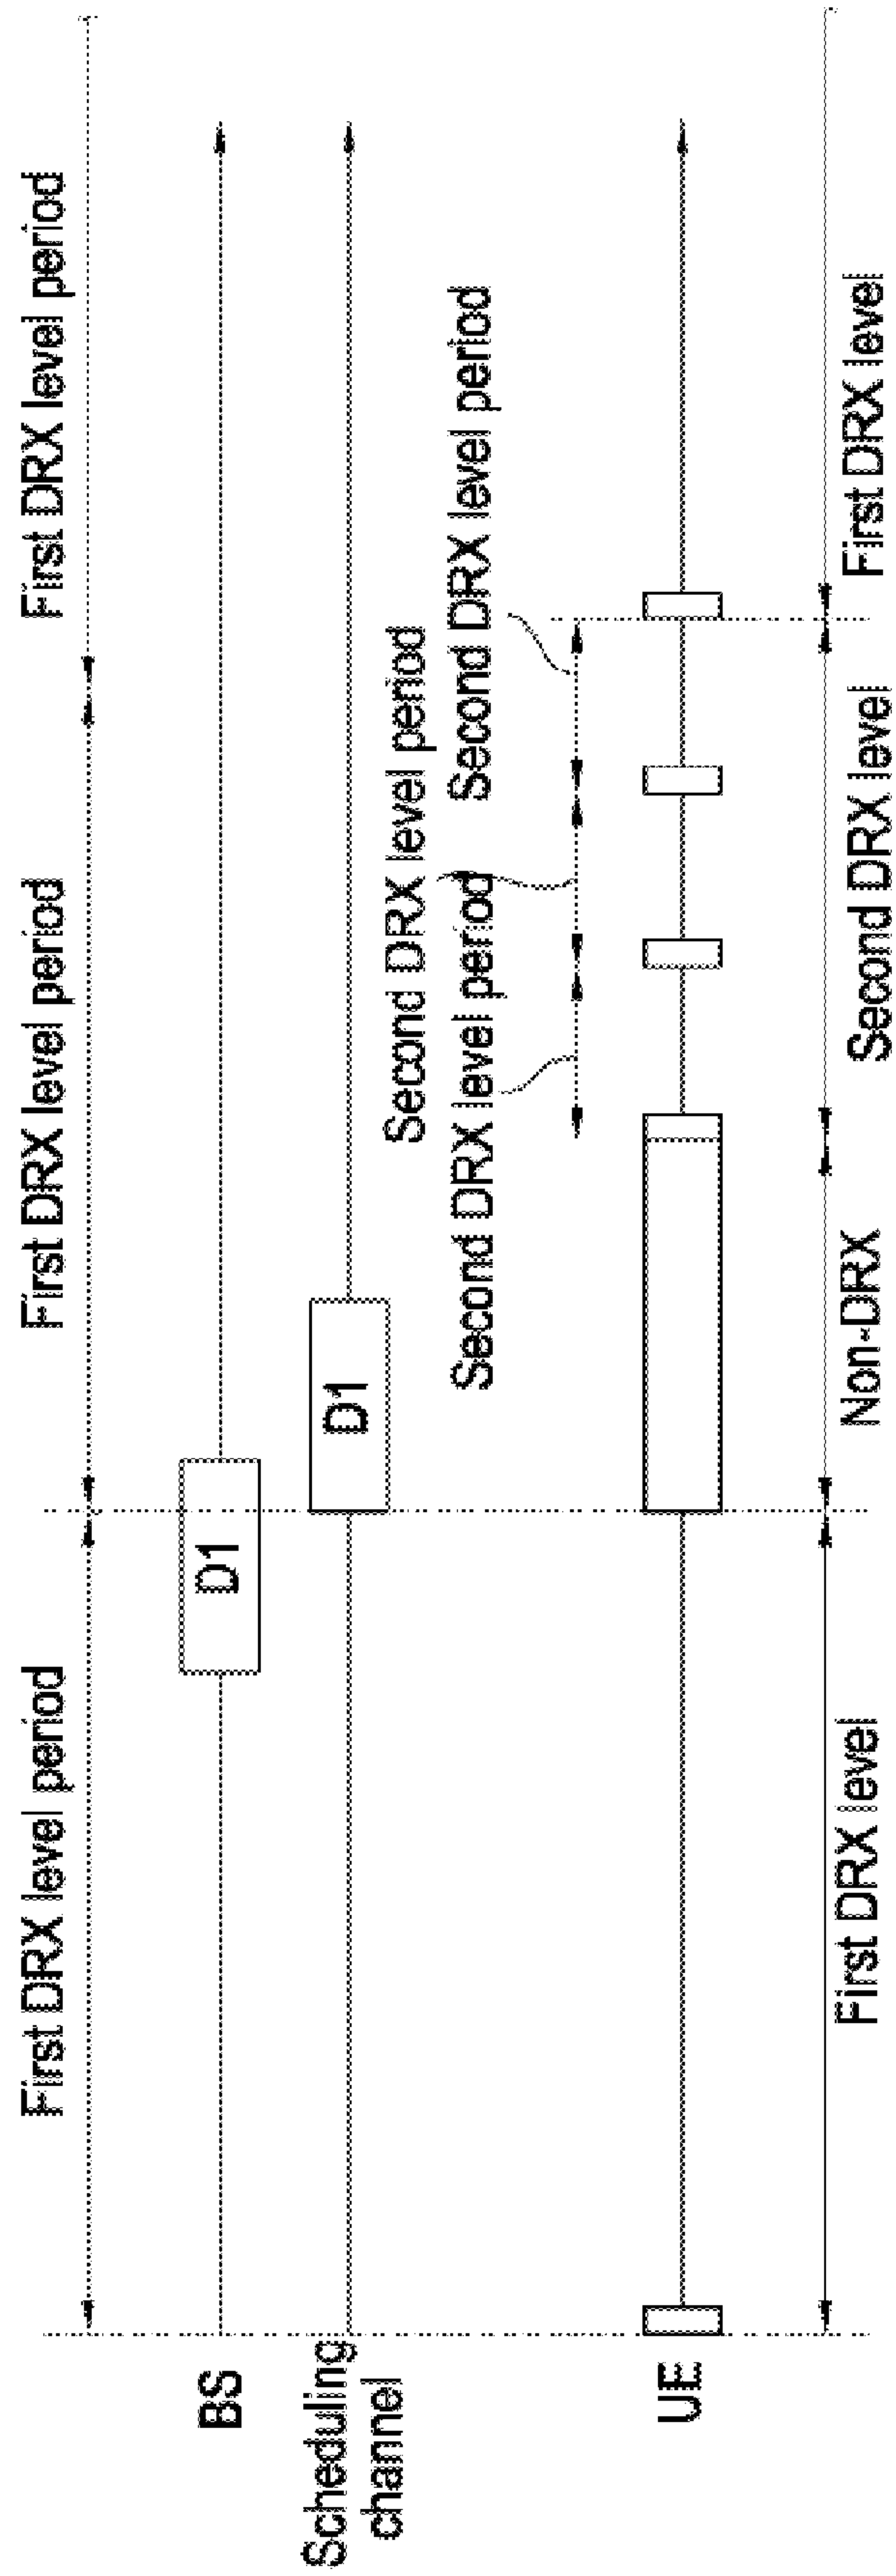 First DRX level period
First DRX level period
First DRX level period
BS
D1
Scheduling
channel
D1
Second DRX level period
Second DRX level period
Second DRX level period
UE
First DRX level
Non-DRX
Second DRX level
First DRX level